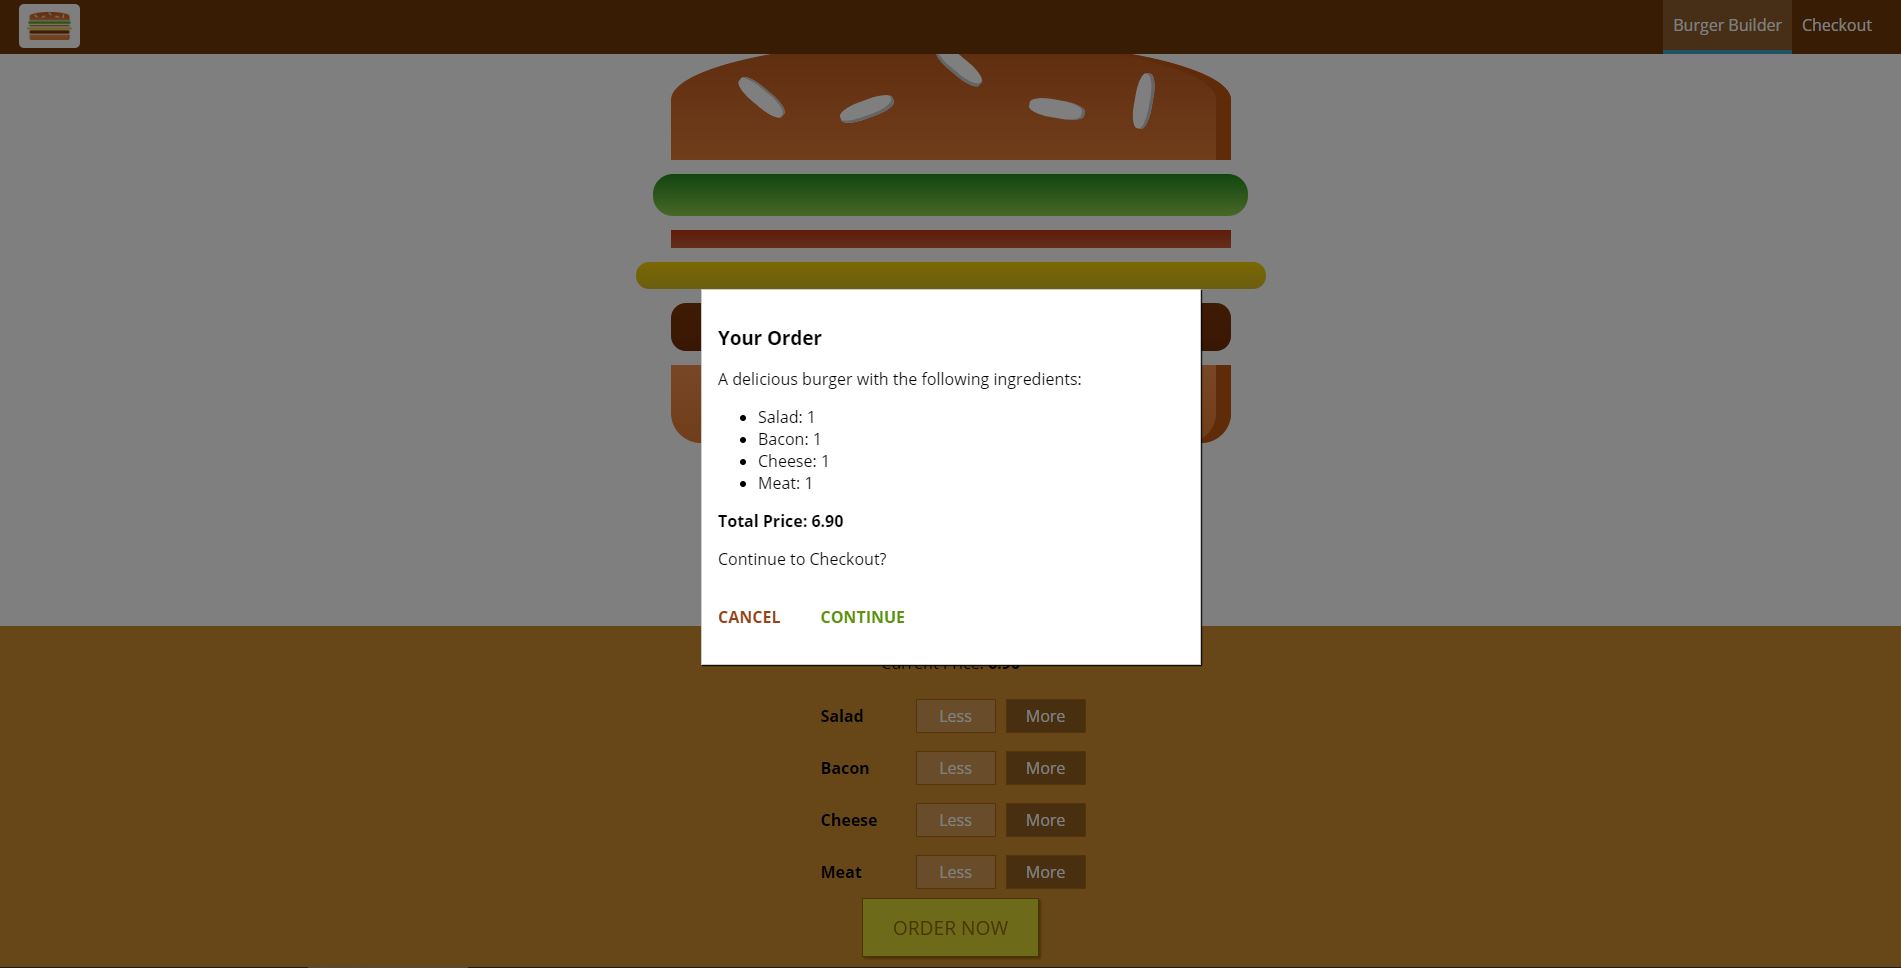 Burger Builder Checkout
Your Order
A delicious burger with the following ingredients:
Salad: 1
Bacon: 1
Cheese: 1
Meat: 1
Total Price: 6.90
Continue to Checkout?
CANCEL CONTINUE
Current Price: 6.90
Salad Less More
Bacon Less More
Cheese Less More
Meat Less More
ORDER NOW